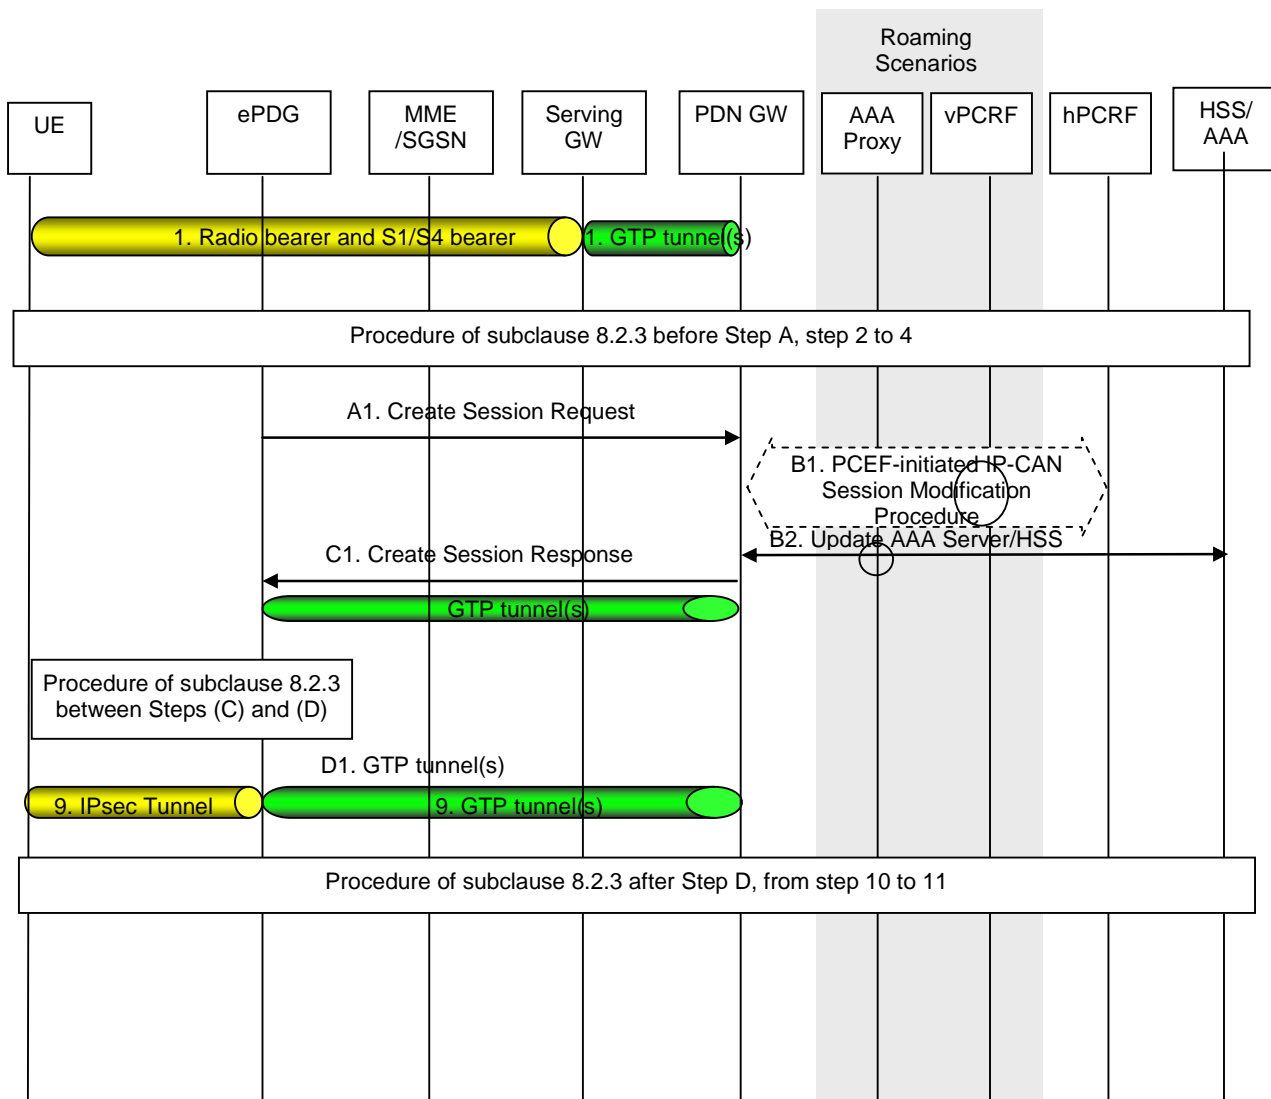 Roaming
Scenarios
UE
ePDG
MME
/SGSN
Serving
GW
PDN GW
AAA
Proxy
vPCRF
hPCRF
HSS/
AAA
1. Radio bearer and S1/S4 bearer
1. GTP tunnel(s)
Procedure of subclause 8.2.3 before Step A, step 2 to 4
A1. Create Session Request
B1. PCEF-initiated IP-CAN
Session Modification
Procedure
B2. Update AAA Server/HSS
C1. Create Session Response
GTP tunnel(s)
Procedure of subclause 8.2.3
between Steps (C) and (D)
D1. GTP tunnel(s)
9. IPsec Tunnel
9. GTP tunnel(s)
Procedure of subclause 8.2.3 after Step D, from step 10 to 11